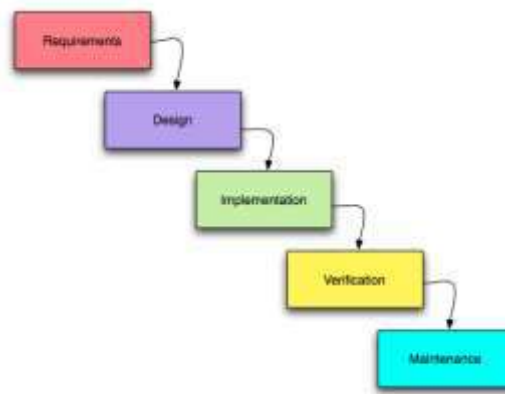 Requirements
Design
Implementation
Verification
Maintenance